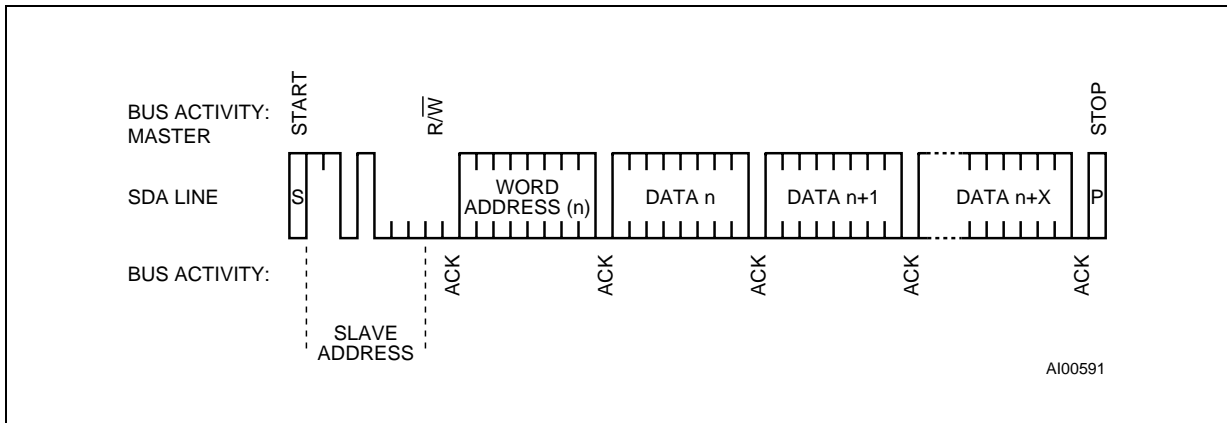 BUS ACTIVITY:
MASTER
START
R/W̅
STOP
SDA LINE
S
WORD
ADDRESS (n)
DATA n
DATA n+1
DATA n+X
P
BUS ACTIVITY:
ACK
ACK
ACK
ACK
ACK
SLAVE
ADDRESS
AI00591